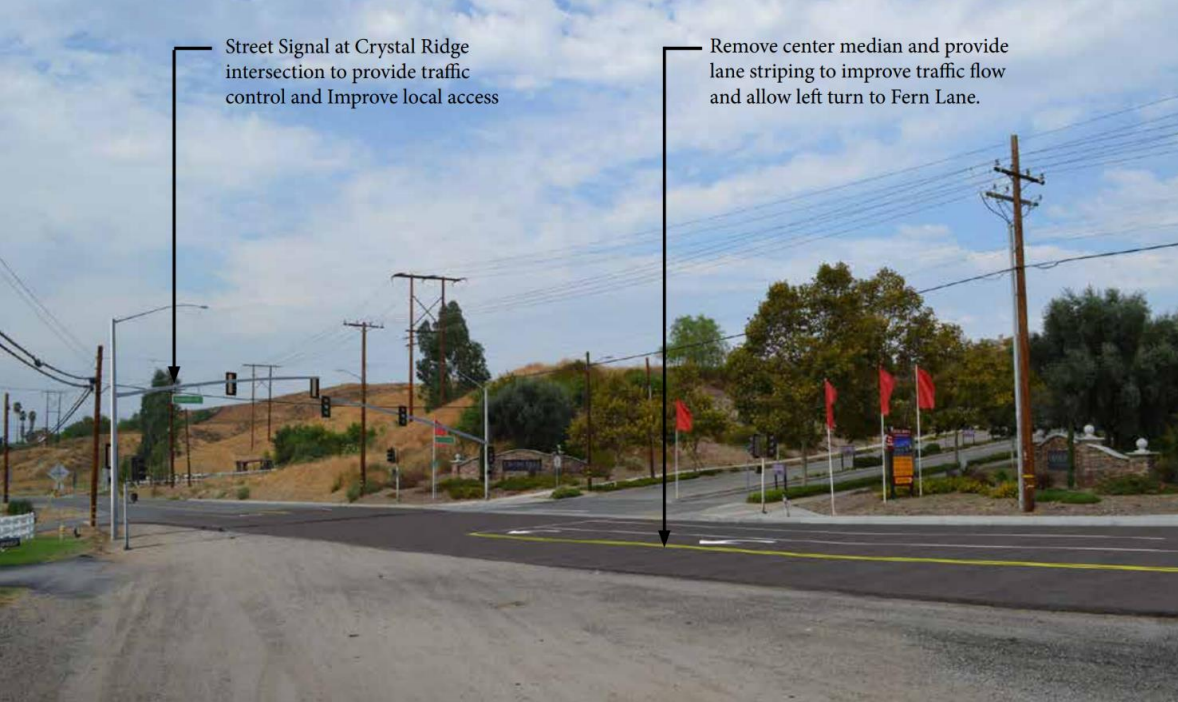 Street Signal at Crystal Ridge
intersection to provide traffic
control and Improve local access
Remove center median and provide
lane striping to improve traffic flow
and allow left turn to Fern Lane.